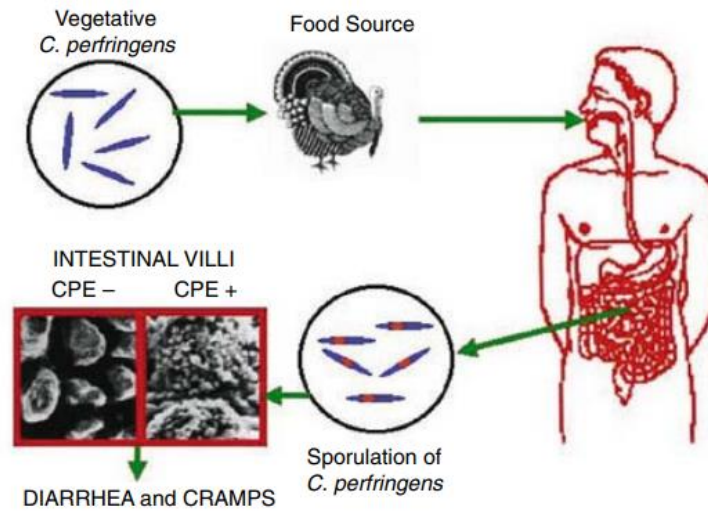 Vegetative
C. perfringens
Food Source
INTESTINAL VILLI
CPE – CPE +
Sporulation of
C. perfringens
DIARRHEA and CRAMPS